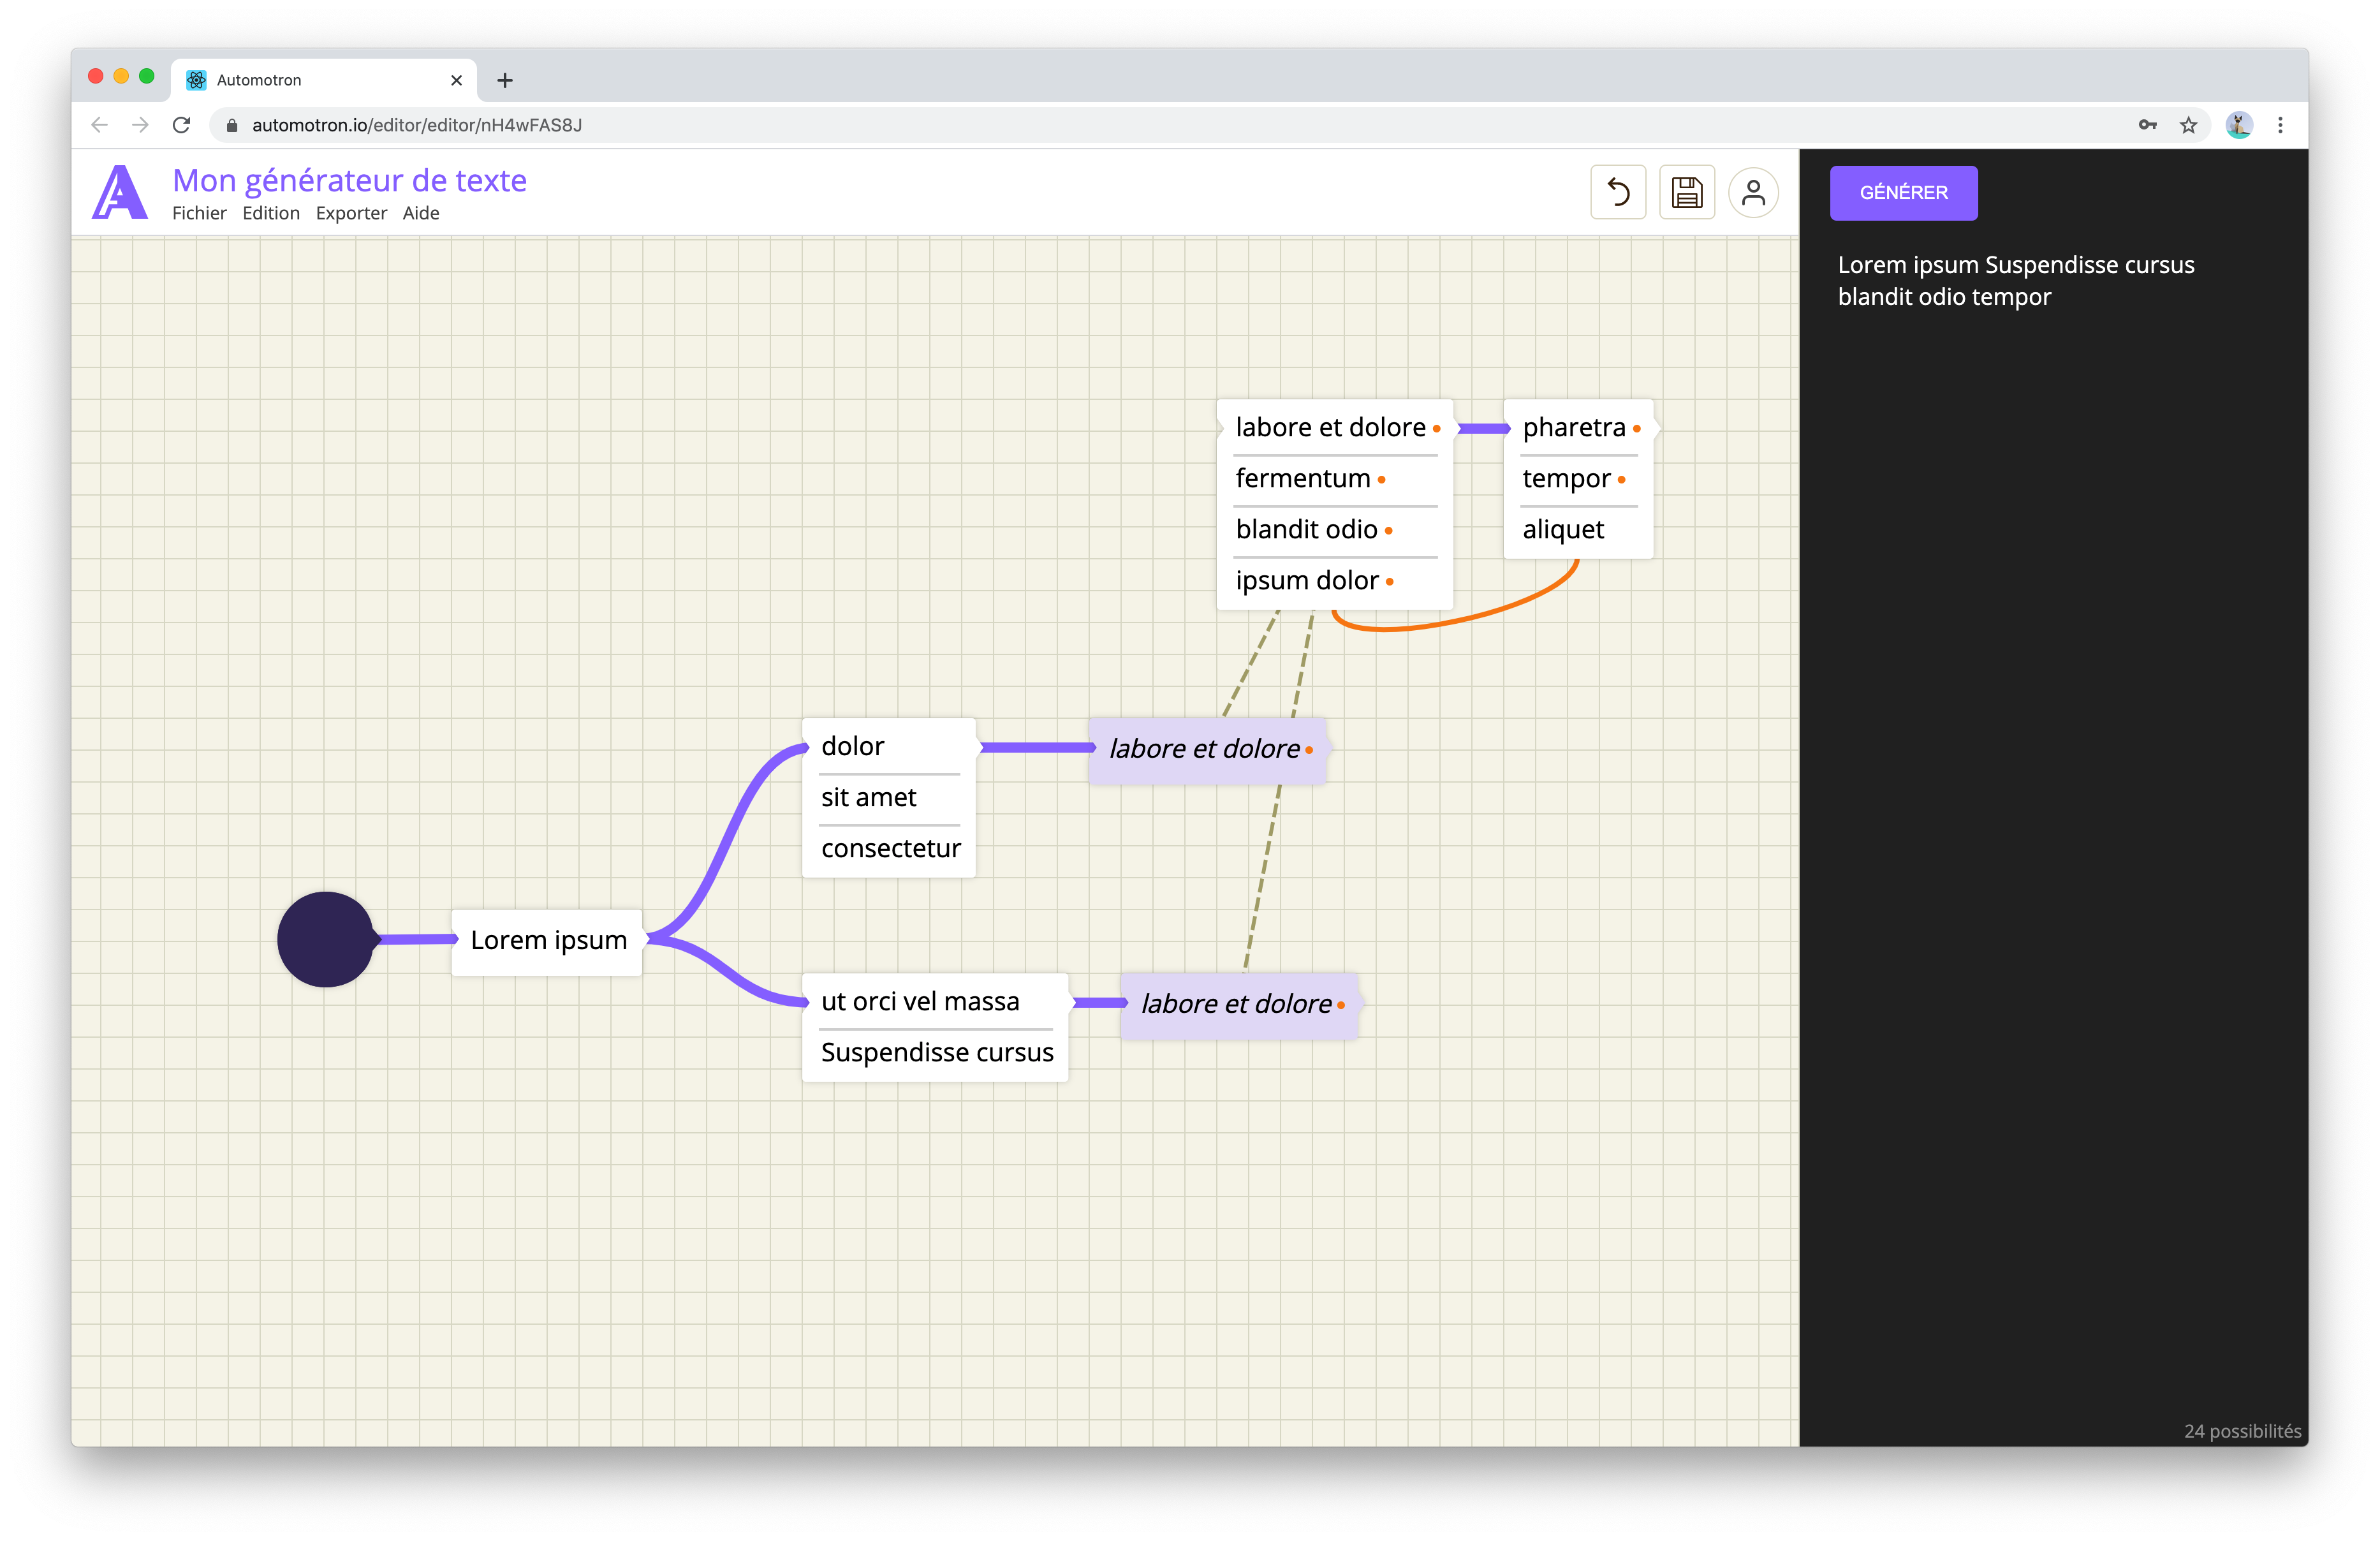 Automotron
automotron.io/editor/editor/nH4wFAS8J
Mon générateur de texte
Fichier Edition Exporter Aide
GÉNÉRER
Lorem ipsum Suspendisse cursus
blandit odio tempor
labore et dolore
fermentum
blandit odio
ipsum dolor
pharetra
tempor
aliquet
dolor
sit amet
consectetur
labore et dolore
Lorem ipsum
ut orci vel massa
Suspendisse cursus
labore et dolore
24 possibilités